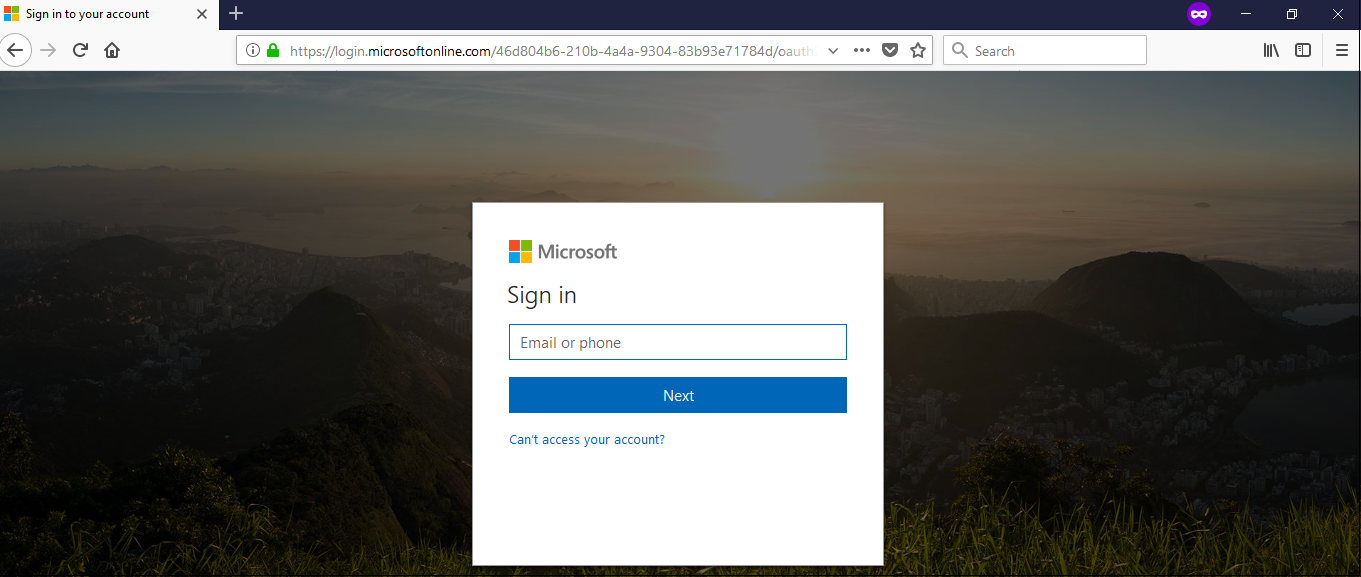 Sign in to your account
https://login.microsoftonline.com/46d804b6-210b-4a4a-9304-83b93e71784d/oauth
Search
Microsoft
Sign in
Email or phone
Next
Can't access your account?